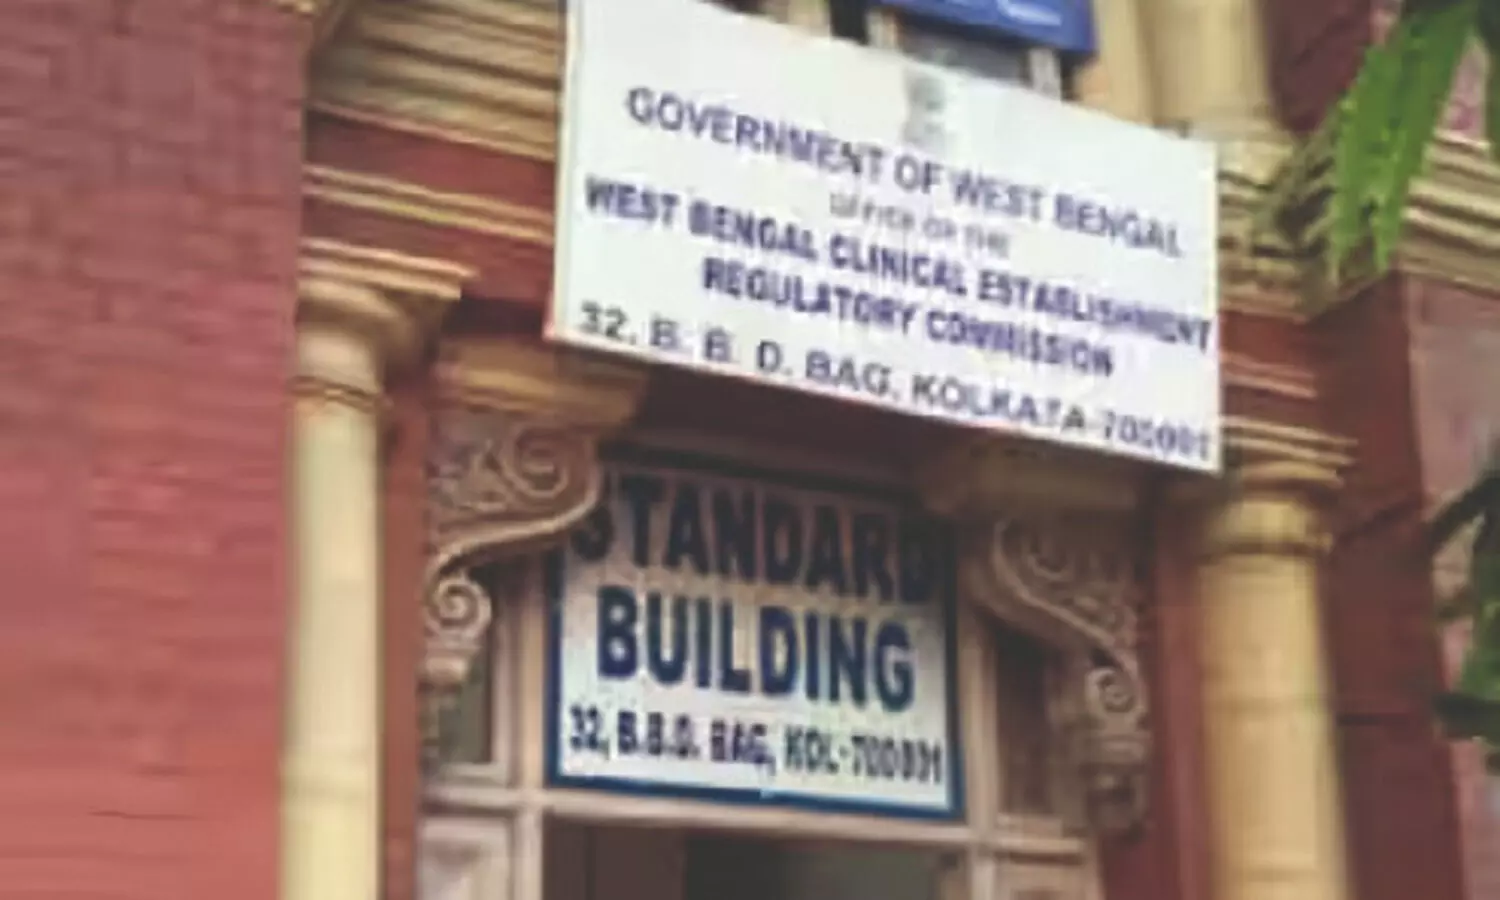 GOVERNMENT OF WEST BENGAL
OFFICE OF THE
WEST BENGAL CLINICAL ESTABLISHMENT
REGULATORY COMMISSION
32, B. B. D. BAG, KOLKATA-700001
STANDARD
BUILDING
32, B.B.D. BAG, KOL-700001